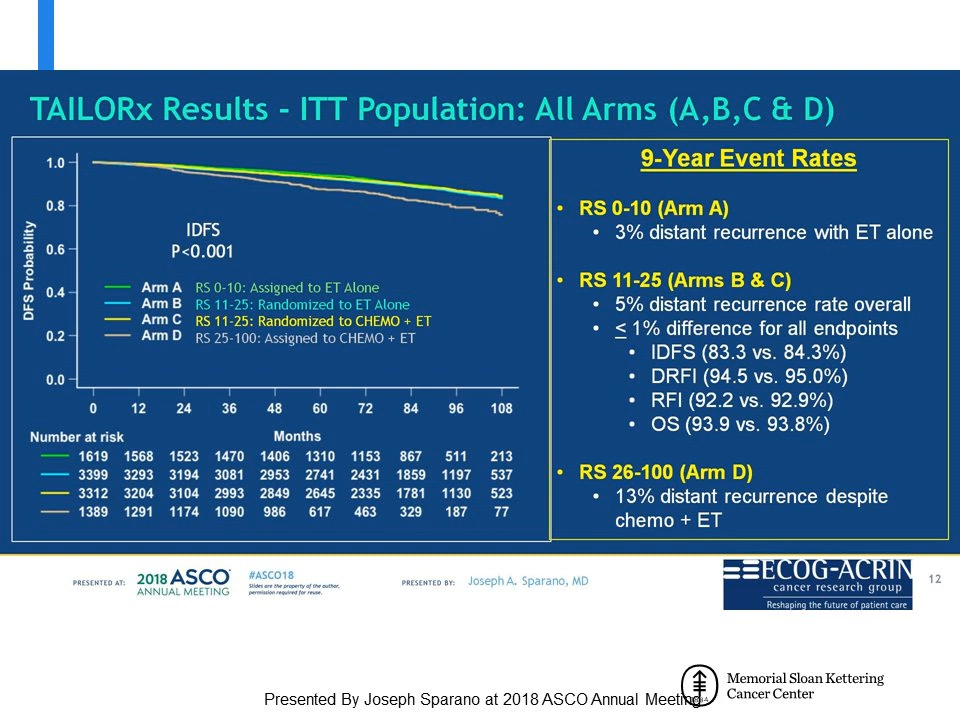 TAILORx Results - ITT Population: All Arms (A,B,C & D)
1.0
0.8
0.6
0.4
0.2
0.0
DFS Probability
IDFS
P<0.001
Arm A RS 0-10: Assigned to ET Alone
Arm B RS 11-25: Randomized to ET Alone
Arm C RS 11-25: Randomized to CHEMO + ET
Arm D RS 25-100: Assigned to CHEMO + ET
0 12 24 36 48 60 72 84 96 108
Number at risk Months
1619 1568 1523 1470 1406 1310 1153 867 511 213
3399 3293 3194 3081 2953 2741 2431 1859 1197 537
3312 3204 3104 2993 2849 2645 2335 1781 1130 523
1389 1291 1174 1090 986 617 463 329 187 77
9-Year Event Rates
• RS 0-10 (Arm A)
• 3% distant recurrence with ET alone
• RS 11-25 (Arms B & C)
• 5% distant recurrence rate overall
• < 1% difference for all endpoints
• IDFS (83.3 vs. 84.3%)
• DRFI (94.5 vs. 95.0%)
• RFI (92.2 vs. 92.9%)
• OS (93.9 vs. 93.8%)
• RS 26-100 (Arm D)
• 13% distant recurrence despite
chemo + ET
PRESENTED AT: 2018 ASCO
ANNUAL MEETING
#ASCO18
Slides are the property of the author,
permission required for reuse.
PRESENTED BY: Joseph A. Sparano, MD
ECOG-ACRIN
cancer research group
Reshaping the future of patient care
12
Memorial Sloan Kettering
Cancer Center
Presented By Joseph Sparano at 2018 ASCO Annual Meeting